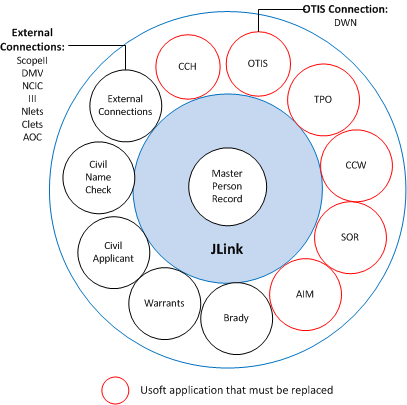 OTIS Connection:
DWN
External
Connections:
ScopeII
DMV
NCIC
III
Nlets
Clets
AOC
CCH
OTIS
External
Connections
TPO
Civil
Name
Check
CCW
Master
Person
Record
JLink
Civil
Applicant
SOR
Warrants
AIM
Brady
Usoft application that must be replaced